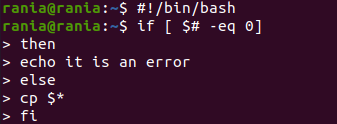 rania@rania:~$ #!/bin/bash
rania@rania:~$ if [ $# -eq 0]
> then
> echo it is an error
> else
> cp $*
> fi